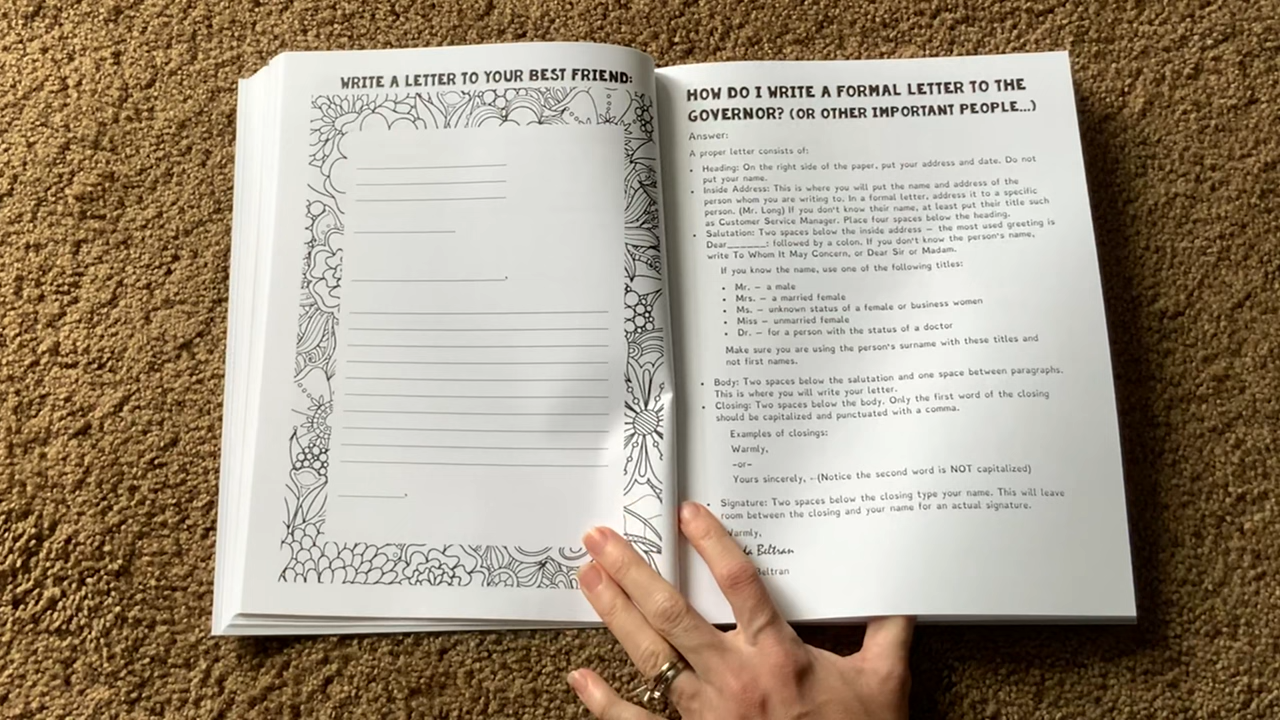 WRITE A LETTER TO YOUR BEST FRIEND:
HOW DO I WRITE A FORMAL LETTER TO THE
GOVERNOR? (OR OTHER IMPORTANT PEOPLE...)
Answer:
A proper letter consists of:
• Heading: On the right side of the paper, put your address and date. Do not
put your name.
• Inside Address: This is where you will put the name and address of the
person whom you are writing to. In a formal letter, address it to a specific
person. (Mr. Long) If you don't know their name, at least put their title such
as Customer Service Manager. Place four spaces below the heading.
• Salutation: Two spaces below the inside address – the most used greeting is
Dear______: followed by a colon. If you don't know the person's name,
write To Whom It May Concern, or Dear Sir or Madam.
If you know the name, use one of the following titles:
• Mr. – a male
• Mrs. – a married female
• Ms. – unknown status of a female or business women
• Miss – unmarried female
• Dr. – for a person with the status of a doctor
Make sure you are using the person's surname with these titles and
not first names.
• Body: Two spaces below the salutation and one space between paragraphs.
This is where you will write your letter.
• Closing: Two spaces below the body. Only the first word of the closing
should be capitalized and punctuated with a comma.
Examples of closings:
Warmly,
-or-
Yours sincerely, –(Notice the second word is NOT capitalized)
• Signature: Two spaces below the closing type your name. This will leave
room between the closing and your name for an actual signature.
Warmly,
Beltran
Beltran